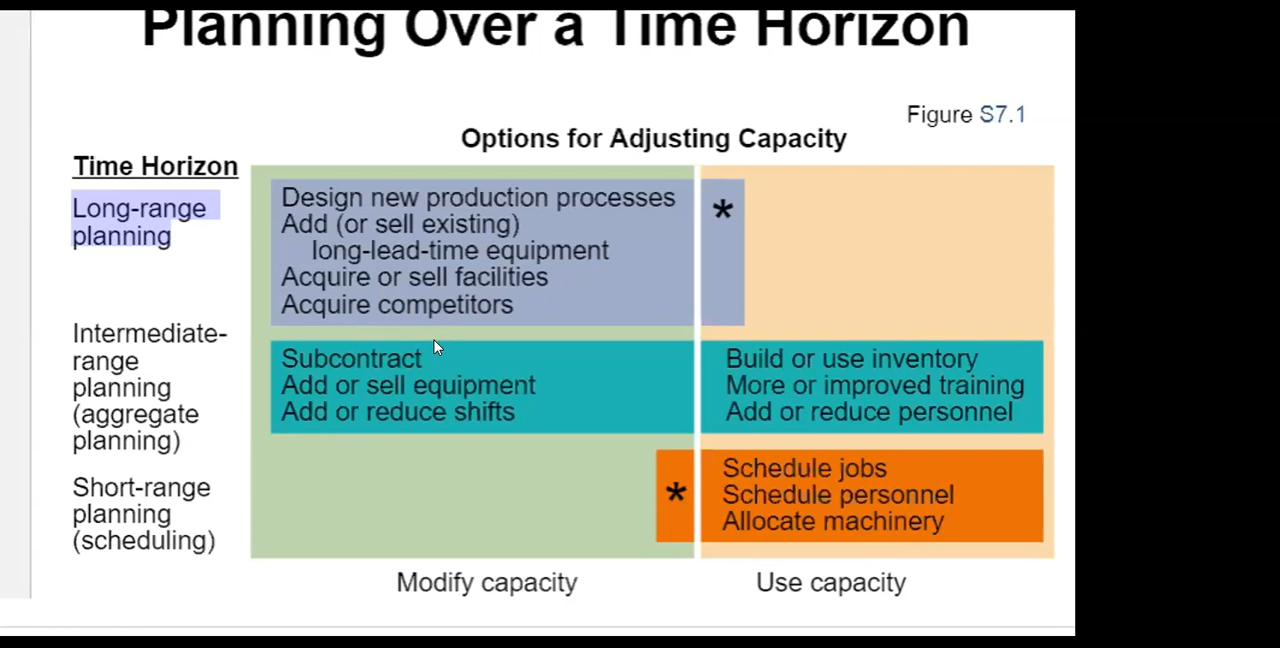 Planning Over a Time Horizon
Figure S7.1
Options for Adjusting Capacity
Time Horizon
Long-range
planning
Design new production processes
Add (or sell existing)
long-lead-time equipment
Acquire or sell facilities
Acquire competitors
*
Intermediate-
range
planning
(aggregate
planning)
Subcontract
Add or sell equipment
Add or reduce shifts
Build or use inventory
More or improved training
Add or reduce personnel
Short-range
planning
(scheduling)
*
Schedule jobs
Schedule personnel
Allocate machinery
Modify capacity
Use capacity